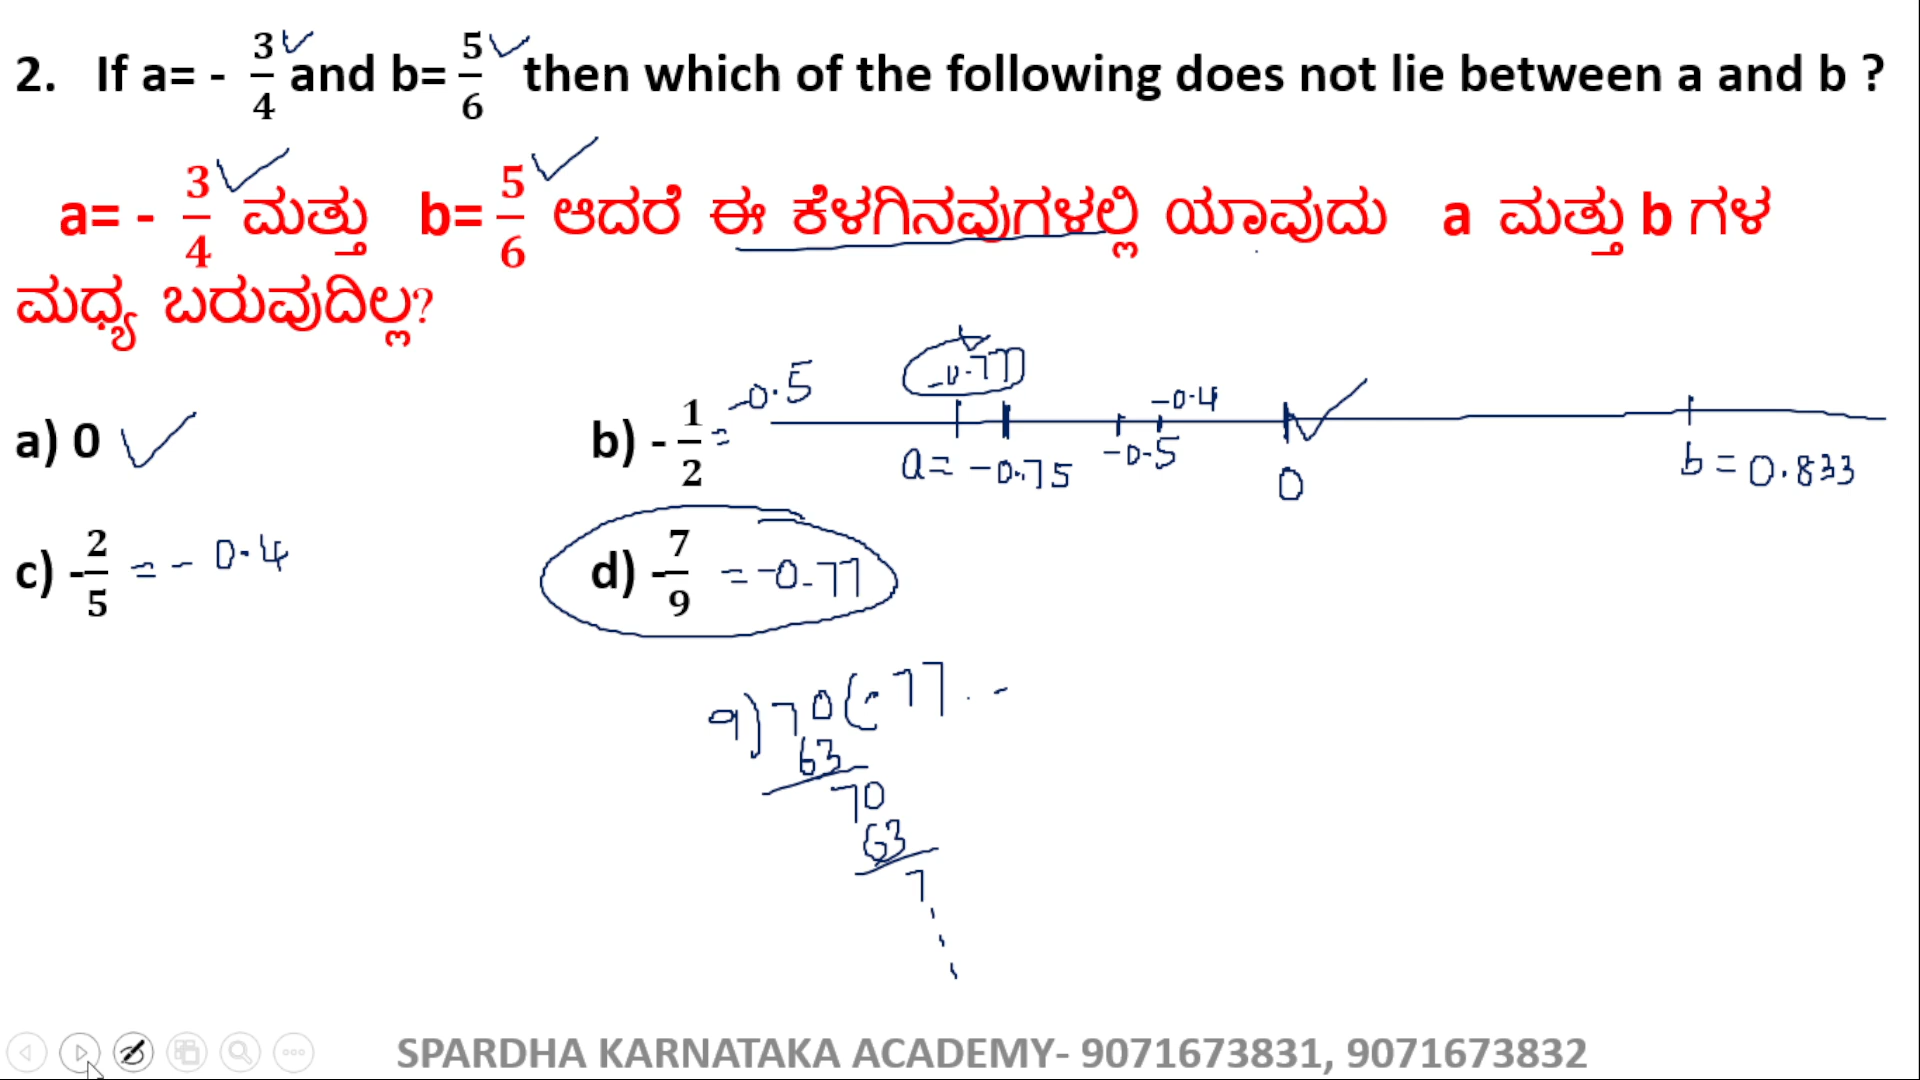 2. If a= - 3/4 and b= 5/6 then which of the following does not lie between a and b ?
a= - 3/4 ಮತ್ತು b= 5/6 ಆದರೆ ಈ ಕೆಳಗಿನವುಗಳಲ್ಲಿ ಯಾವುದು a ಮತ್ತು b ಗಳ
ಮಧ್ಯ ಬರುವುದಿಲ್ಲ?
-0.77
a) 0
b) - 1/2 = -0.5
-0.4
a = -0.75
-0.5
0
b = 0.833
c) -2/5 = - 0.4
d) -7/9 = -0.77
9)70(.77 . -
63
70
63
7
SPARDHA KARNATAKA ACADEMY- 9071673831, 9071673832